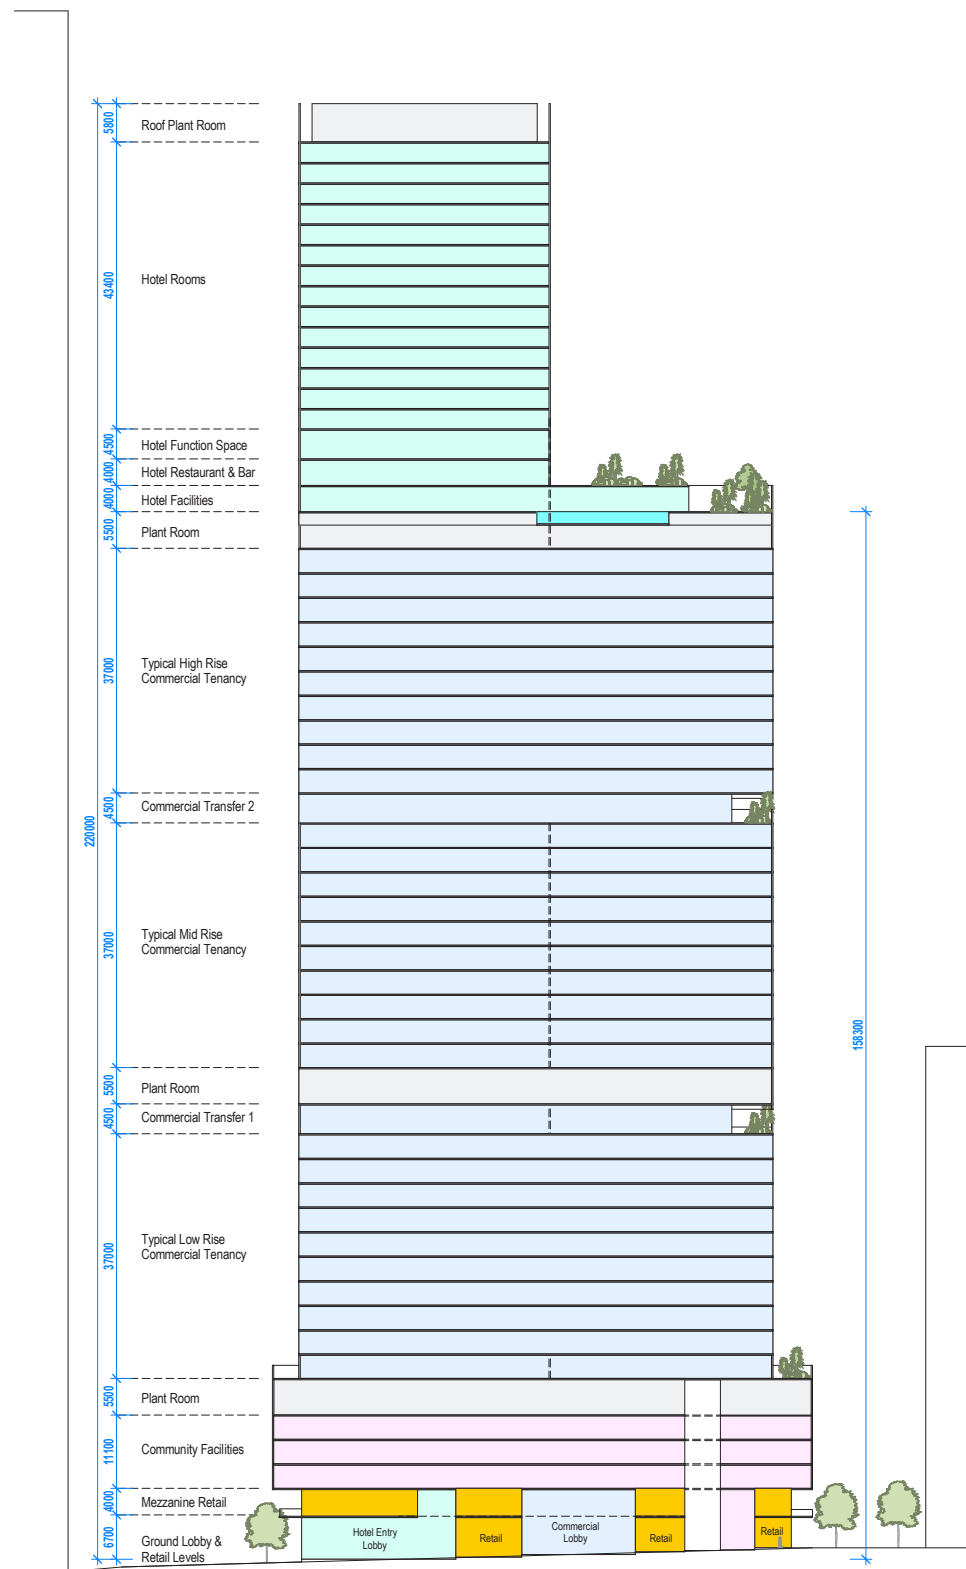 5800
Roof Plant Room
43400
Hotel Rooms
4500
Hotel Function Space
4000
Hotel Restaurant & Bar
4000
Hotel Facilities
5500
Plant Room
37000
Typical High Rise
Commercial Tenancy
4500
Commercial Transfer 2
220000
37000
Typical Mid Rise
Commercial Tenancy
158300
5500
Plant Room
4500
Commercial Transfer 1
37000
Typical Low Rise
Commercial Tenancy
5500
Plant Room
11100
Community Facilities
4000
Mezzanine Retail
6700
Ground Lobby &
Retail Levels
Hotel Entry
Lobby
Retail
Commercial
Lobby
Retail
Retail